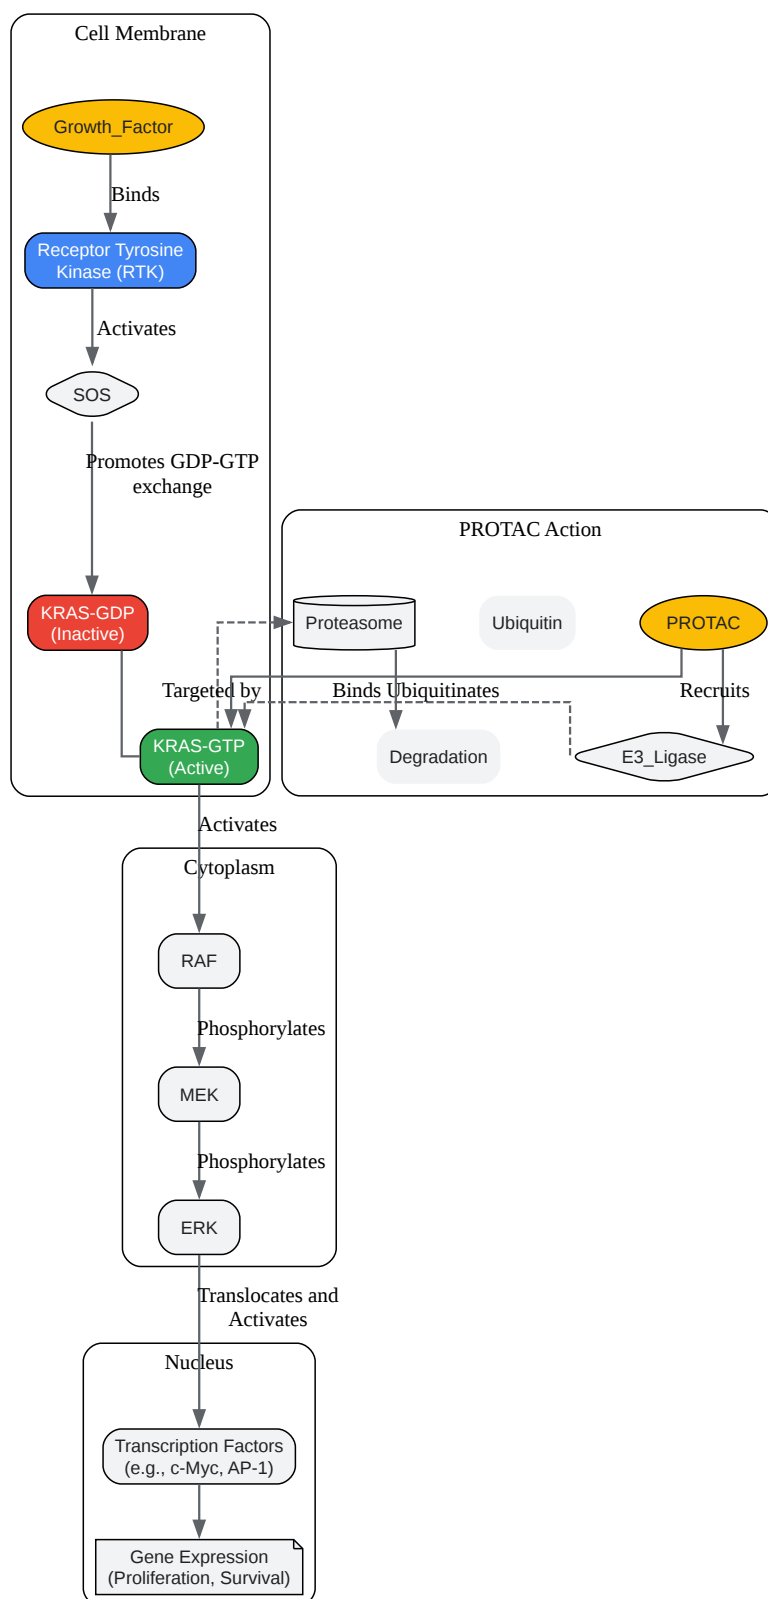 Cell Membrane
Growth_Factor
Binds
Receptor Tyrosine
Kinase (RTK)
Activates
SOS
Promotes GDP-GTP
exchange
PROTAC Action
KRAS-GDP
(Inactive)
Proteasome
Ubiquitin
PROTAC
Targeted by
Binds
Ubiquitinates
Recruits
KRAS-GTP
(Active)
Degradation
E3_Ligase
Activates
Cytoplasm
RAF
Phosphorylates
MEK
Phosphorylates
ERK
Translocates and
Activates
Nucleus
Transcription Factors
(e.g., c-Myc, AP-1)
Gene Expression
(Proliferation, Survival)